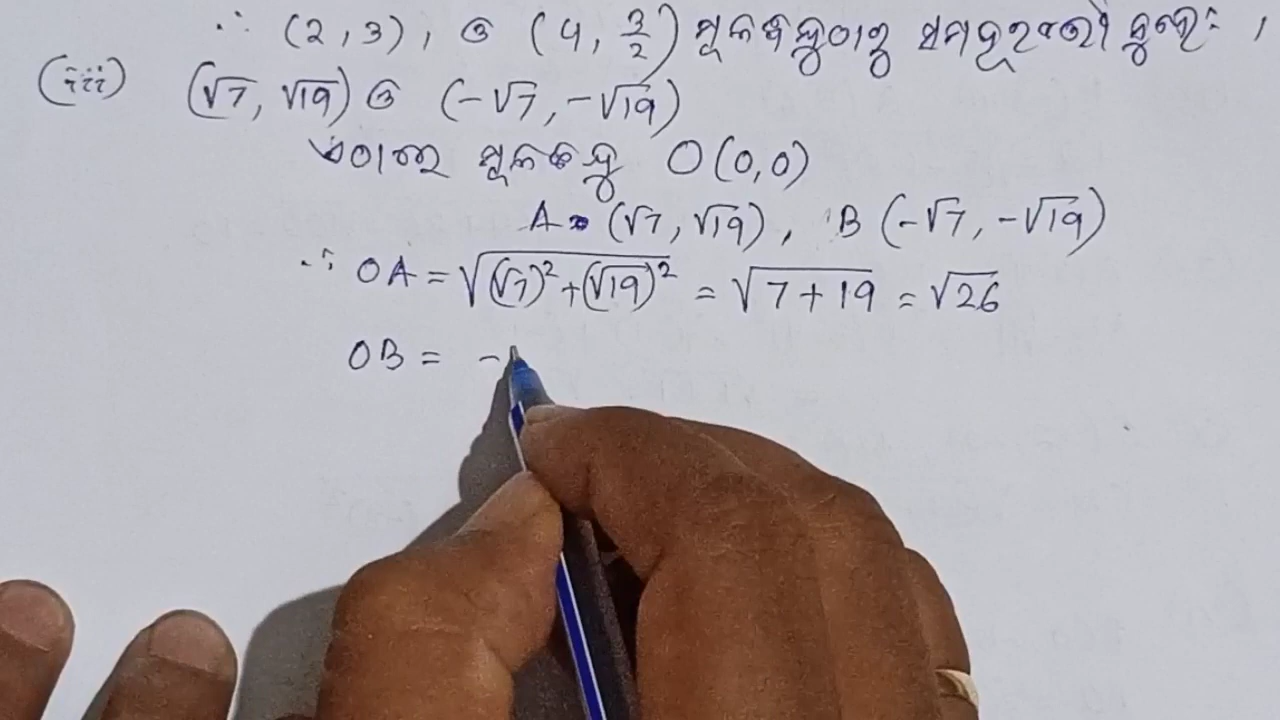 ∴ (2, 3), ଓ (4, 3/2) ମୂଳବିନ୍ଦୁଠାରୁ ସମଦୂରବର୍ତ୍ତୀ ନୁହେଁ ।
(iii) (√7, √19) ଓ (-√7, -√19)
ଏଠାରେ ମୂଳବିନ୍ଦୁ O(0,0)
A = (√7, √19), B (-√7, -√19)
∴ OA = √((√7)² + (√19)²) = √(7+19) = √26
OB = -